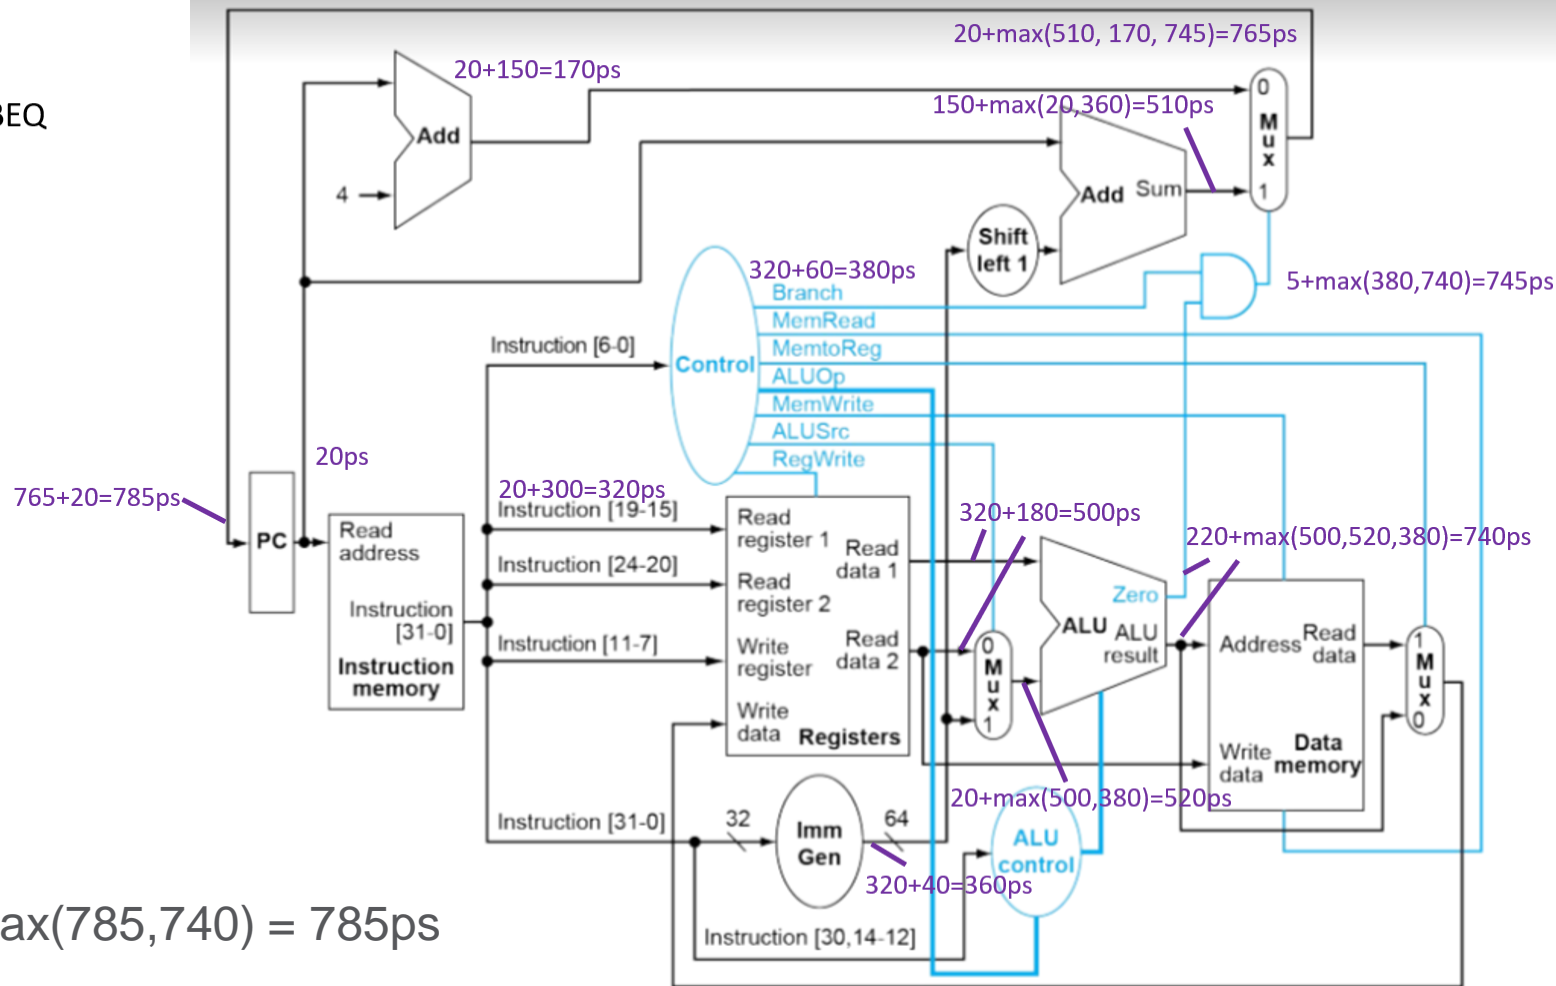 20+max(510, 170, 745)=765ps
20+150=170ps
0
M
u
x
1
150+max(20,360)=510ps
BEQ
Add
4
Add Sum
Shift
left 1
320+60=380ps
5+max(380,740)=745ps
Branch
MemRead
MemtoReg
ALUOp
MemWrite
ALUSrc
RegWrite
Control
Instruction [6-0]
20ps
765+20=785ps
PC
Read
address
Instruction
[31-0]
Instruction
memory
20+300=320ps
Instruction [19-15]
Instruction [24-20]
Instruction [11-7]
Instruction [31-0]
Read
register 1
Read
data 1
Read
register 2
Write
register
Read
data 2
Write
data
Registers
320+180=500ps
220+max(500,520,380)=740ps
0
M
u
x
1
Zero
ALU
ALU
result
Address
Read
data
Write
data
Data
memory
1
M
u
x
0
20+max(500,380)=520ps
32
Imm
Gen
64
320+40=360ps
ALU
control
Instruction [30,14-12]
ax(785,740) = 785ps